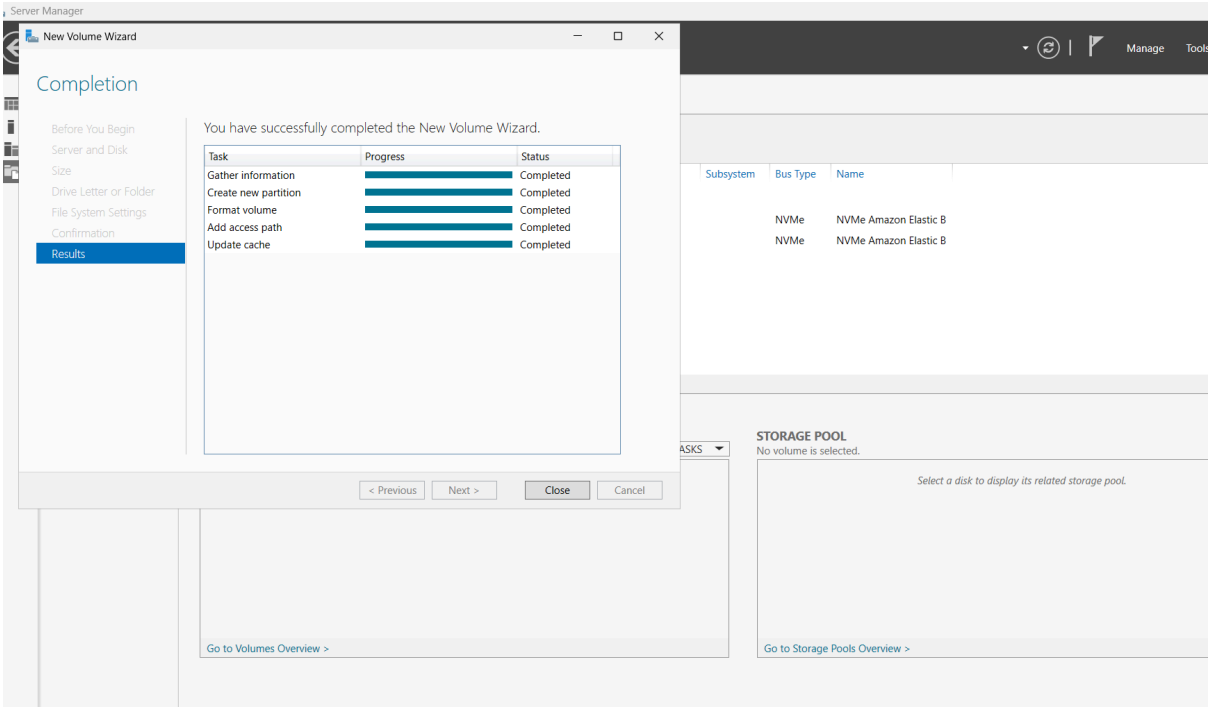 Server Manager
New Volume Wizard
Manage Tools
Completion
Before You Begin
Server and Disk
Size
Drive Letter or Folder
File System Settings
Confirmation
Results
You have successfully completed the New Volume Wizard.
Task Progress Status
Gather information Completed
Create new partition Completed
Format volume Completed
Add access path Completed
Update cache Completed
< Previous Next > Close Cancel
Subsystem Bus Type Name
NVMe NVMe Amazon Elastic B
NVMe NVMe Amazon Elastic B
ASKS
STORAGE POOL
No volume is selected.
Select a disk to display its related storage pool.
Go to Volumes Overview >
Go to Storage Pools Overview >